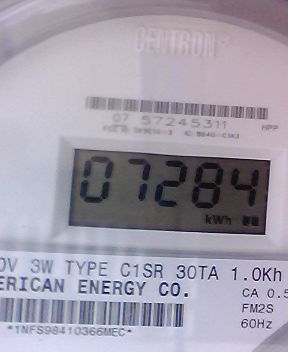 CENTRON
07 57245311
HPP
07284
kWh
0V 3W TYPE C1SR 30TA 1.0Kh
ERICAN ENERGY CO.
CA 0.5
FM2S
60Hz
*1NFS98410366MEC*